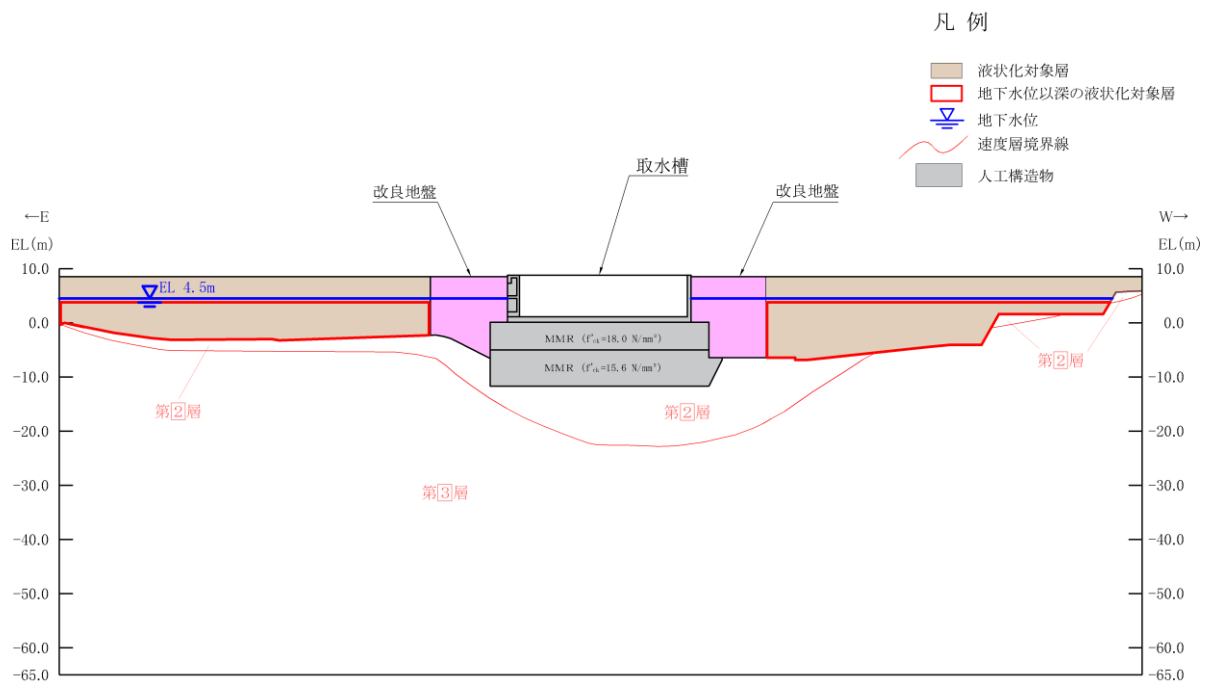 凡 例
液状化対象層
地下水位以深の液状化対象層
地下水位
速度層境界線
人工構造物
取水槽
改良地盤
改良地盤
←E
EL(m)
W→
EL(m)
10.0
0.0
-10.0
-20.0
-30.0
-40.0
-50.0
-60.0
-65.0
10.0
0.0
-10.0
-20.0
-30.0
-40.0
-50.0
-60.0
-65.0
EL 4.5m
MMR (f'ck=18.0 N/mm²)
MMR (f'ck=15.6 N/mm²)
第2層
第2層
第2層
第3層